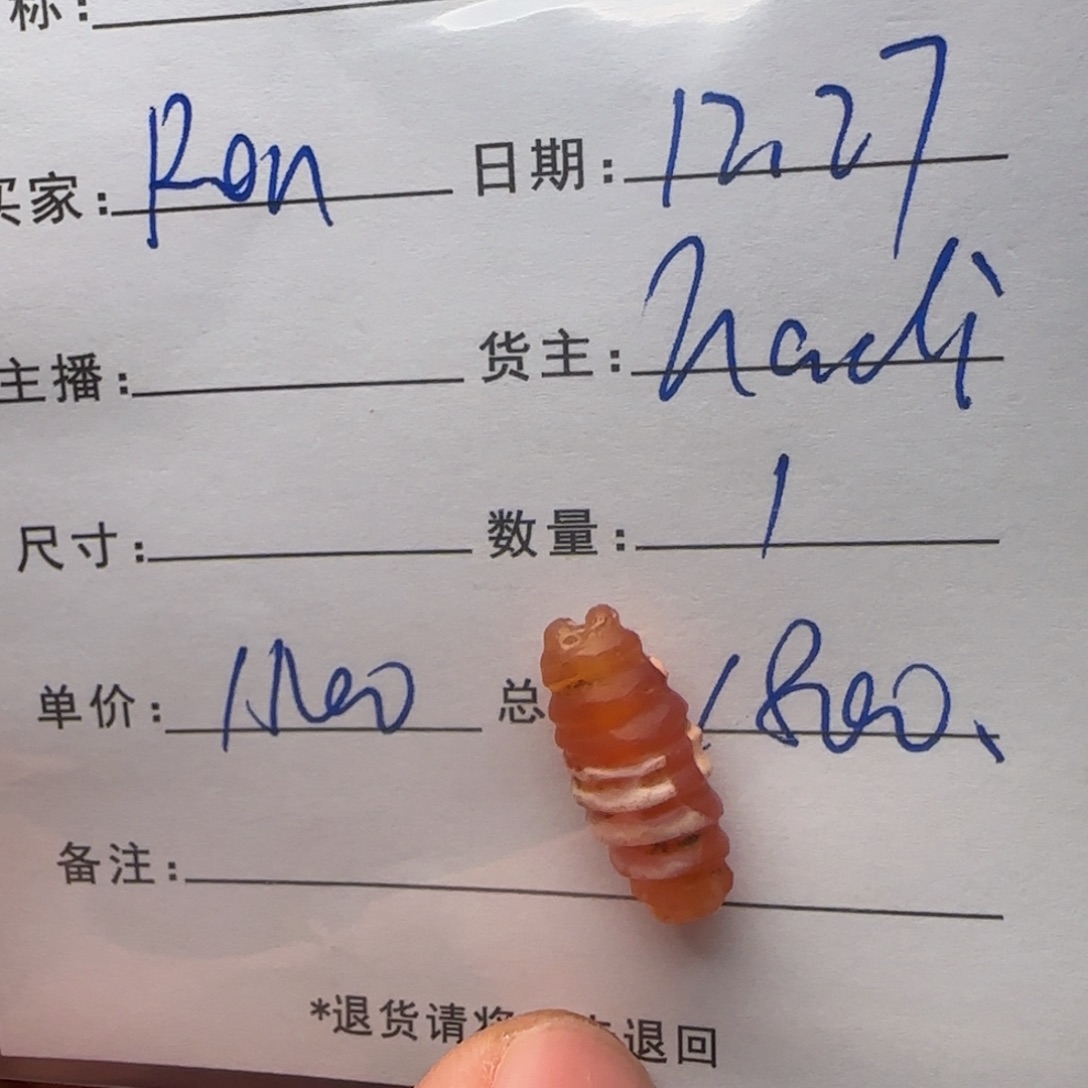 标:
买家: Ron 日期: 12.27
主播: 货主: hadi
尺寸: 数量: 1
单价: 1800 总 1800.
备注:
*退货请将 退回